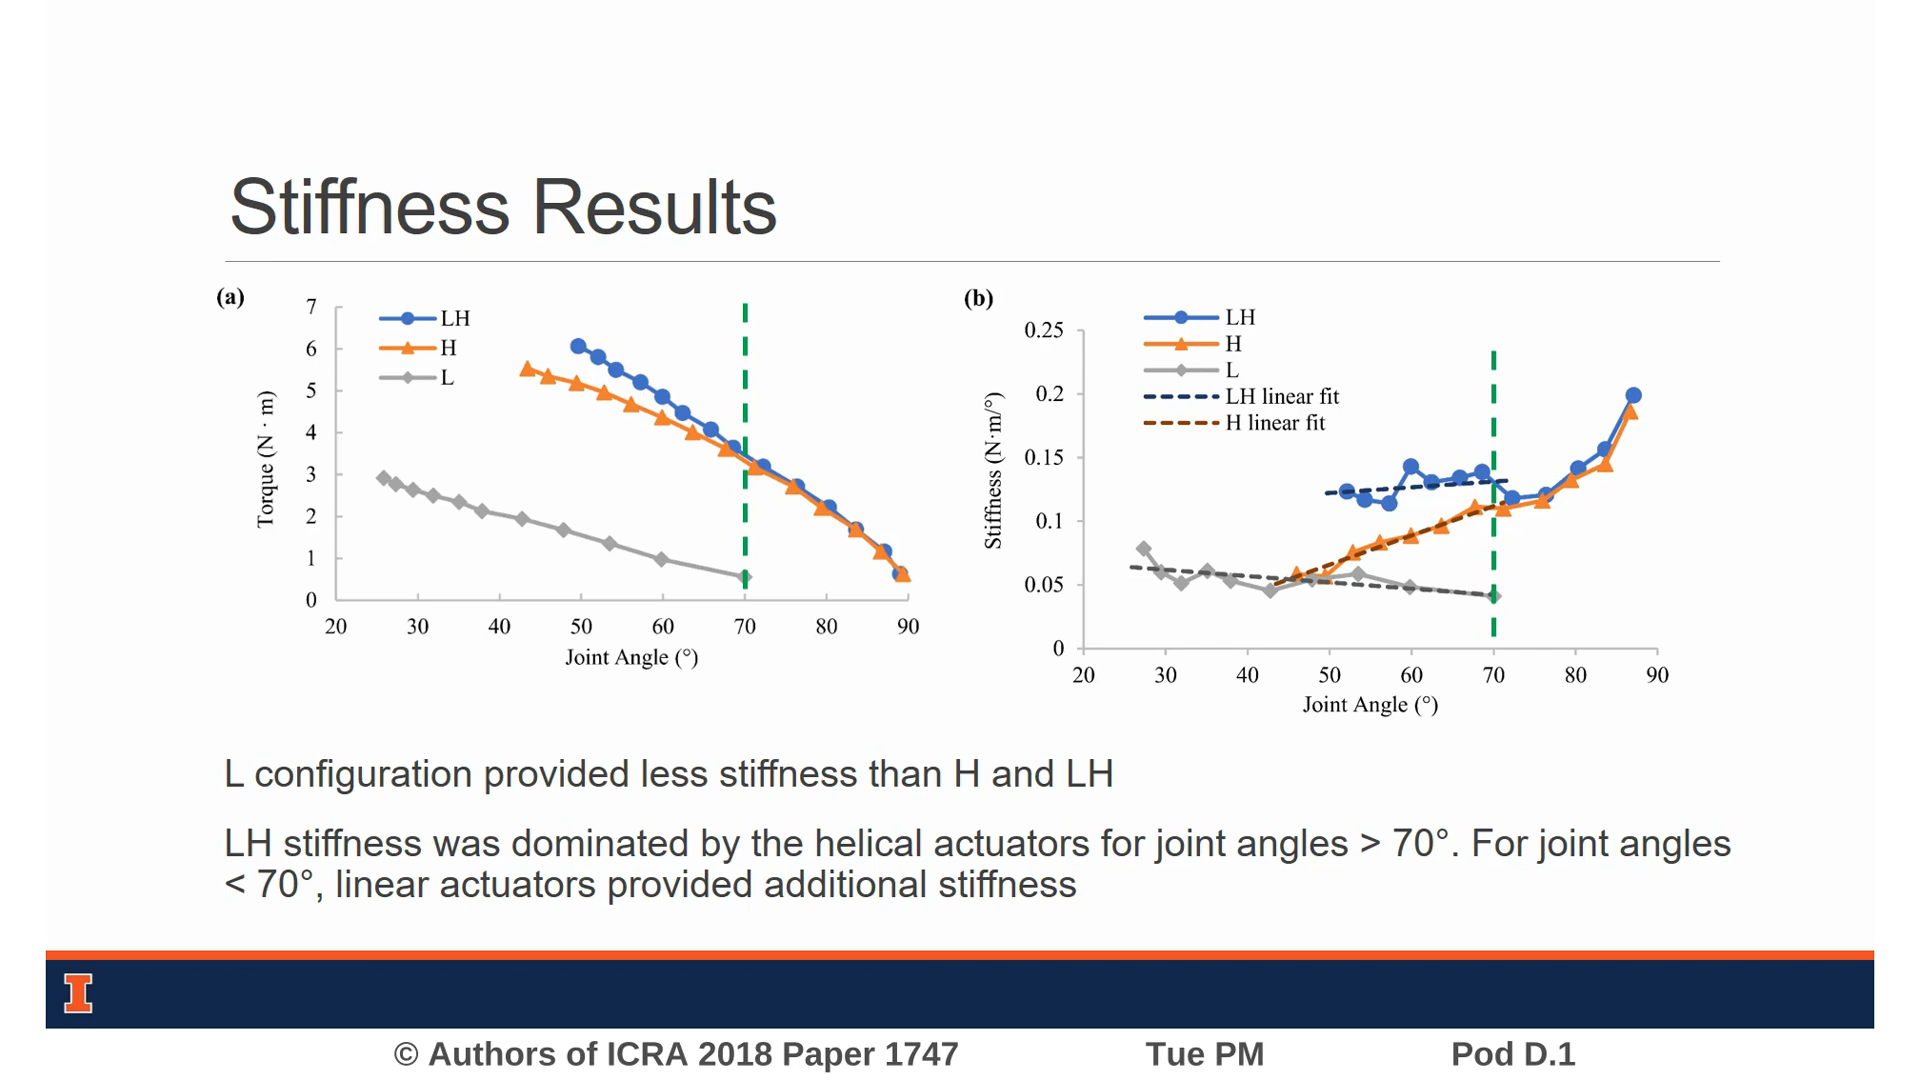 Stiffness Results
(a)
LH
H
L
7
6
5
4
3
2
1
0
Torque (N · m)
20 30 40 50 60 70 80 90
Joint Angle (°)
(b)
LH
H
L
LH linear fit
H linear fit
0.25
0.2
0.15
0.1
0.05
0
Stiffness (N·m/°)
20 30 40 50 60 70 80 90
Joint Angle (°)
L configuration provided less stiffness than H and LH
LH stiffness was dominated by the helical actuators for joint angles > 70°. For joint angles
< 70°, linear actuators provided additional stiffness
I
© Authors of ICRA 2018 Paper 1747 Tue PM Pod D.1